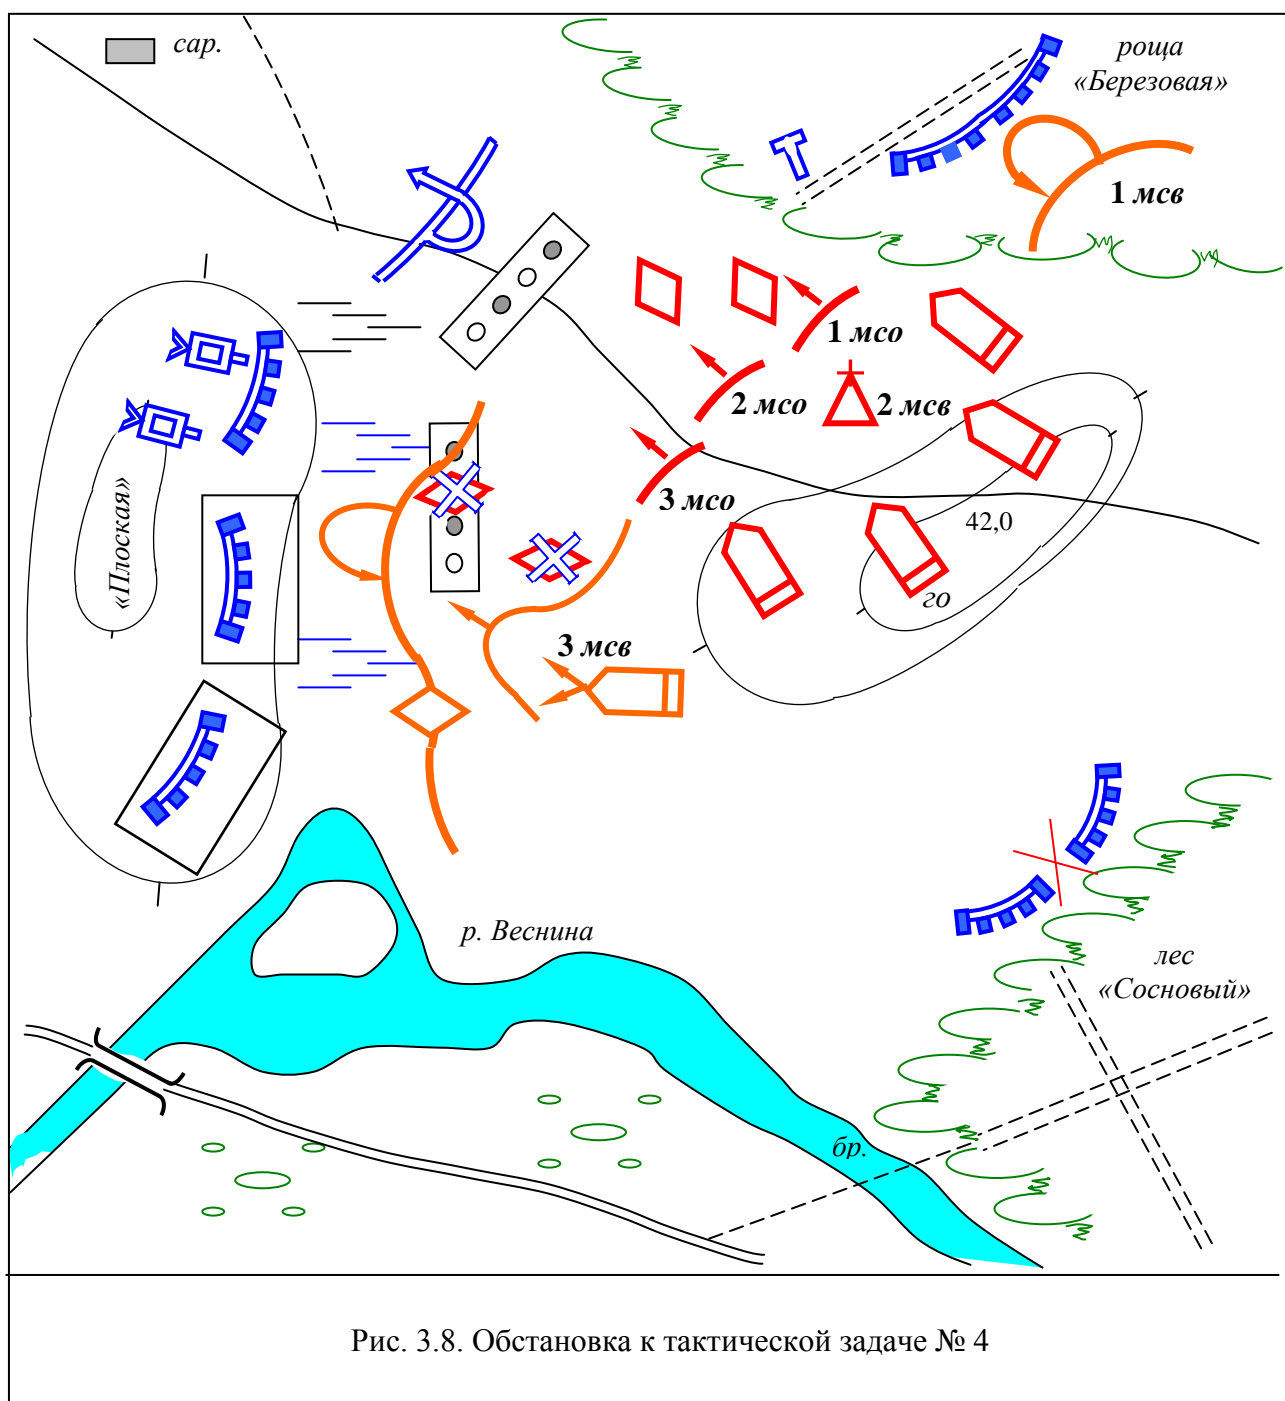 сар.
роща
«Березовая»
1 мсв
1 мсо
2 мсо
2 мсв
3 мсо
42,0
го
«Плоская»
3 мсв
р. Веснина
лес
«Сосновый»
бр.
Рис. 3.8. Обстановка к тактической задаче № 4